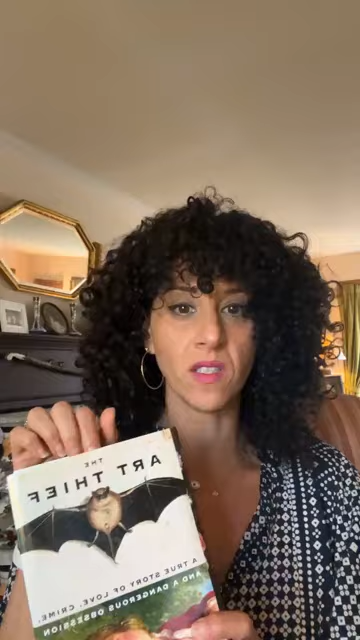 THE
ART THIEF
A TRUE STORY OF LOVE, CRIME,
AND A DANGEROUS OBSESSION